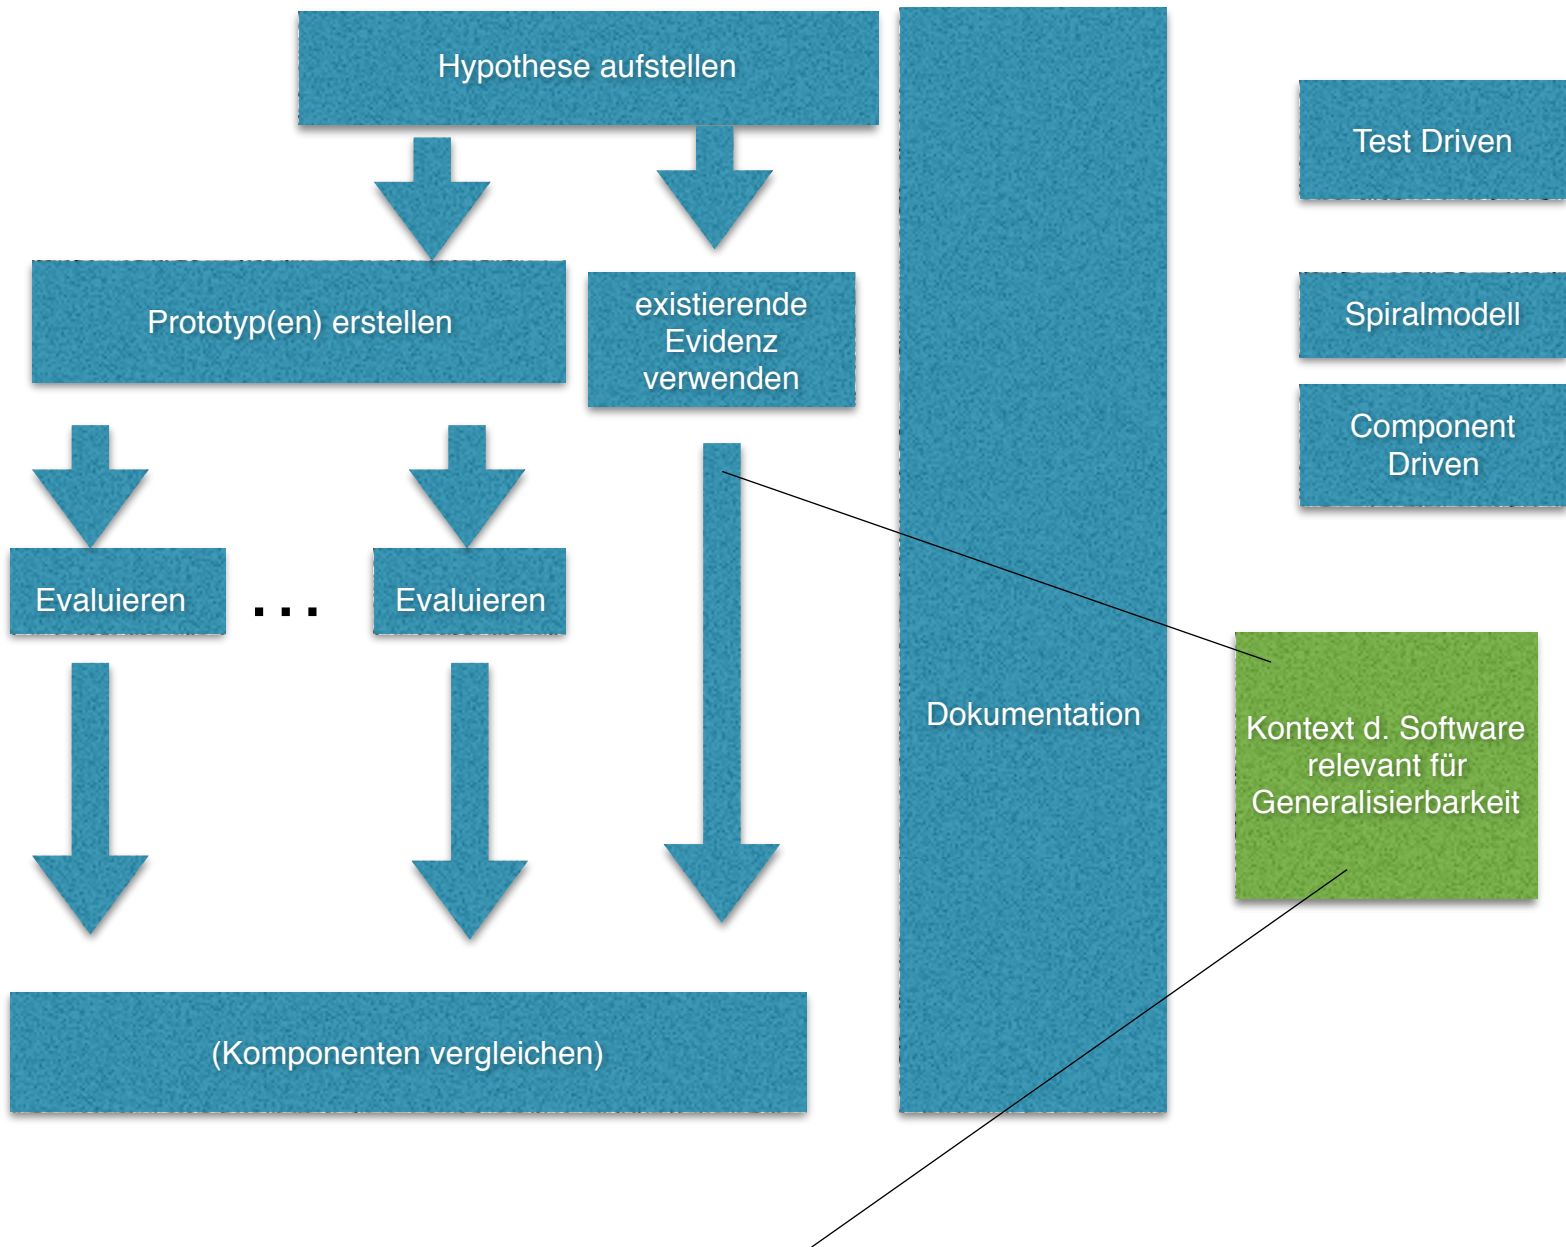 Hypothese aufstellen
Test Driven
Prototyp(en) erstellen
existierende
Evidenz
verwenden
Spiralmodell
Component
Driven
Evaluieren
...
Evaluieren
Dokumentation
Kontext d. Software
relevant für
Generalisierbarkeit
(Komponenten vergleichen)